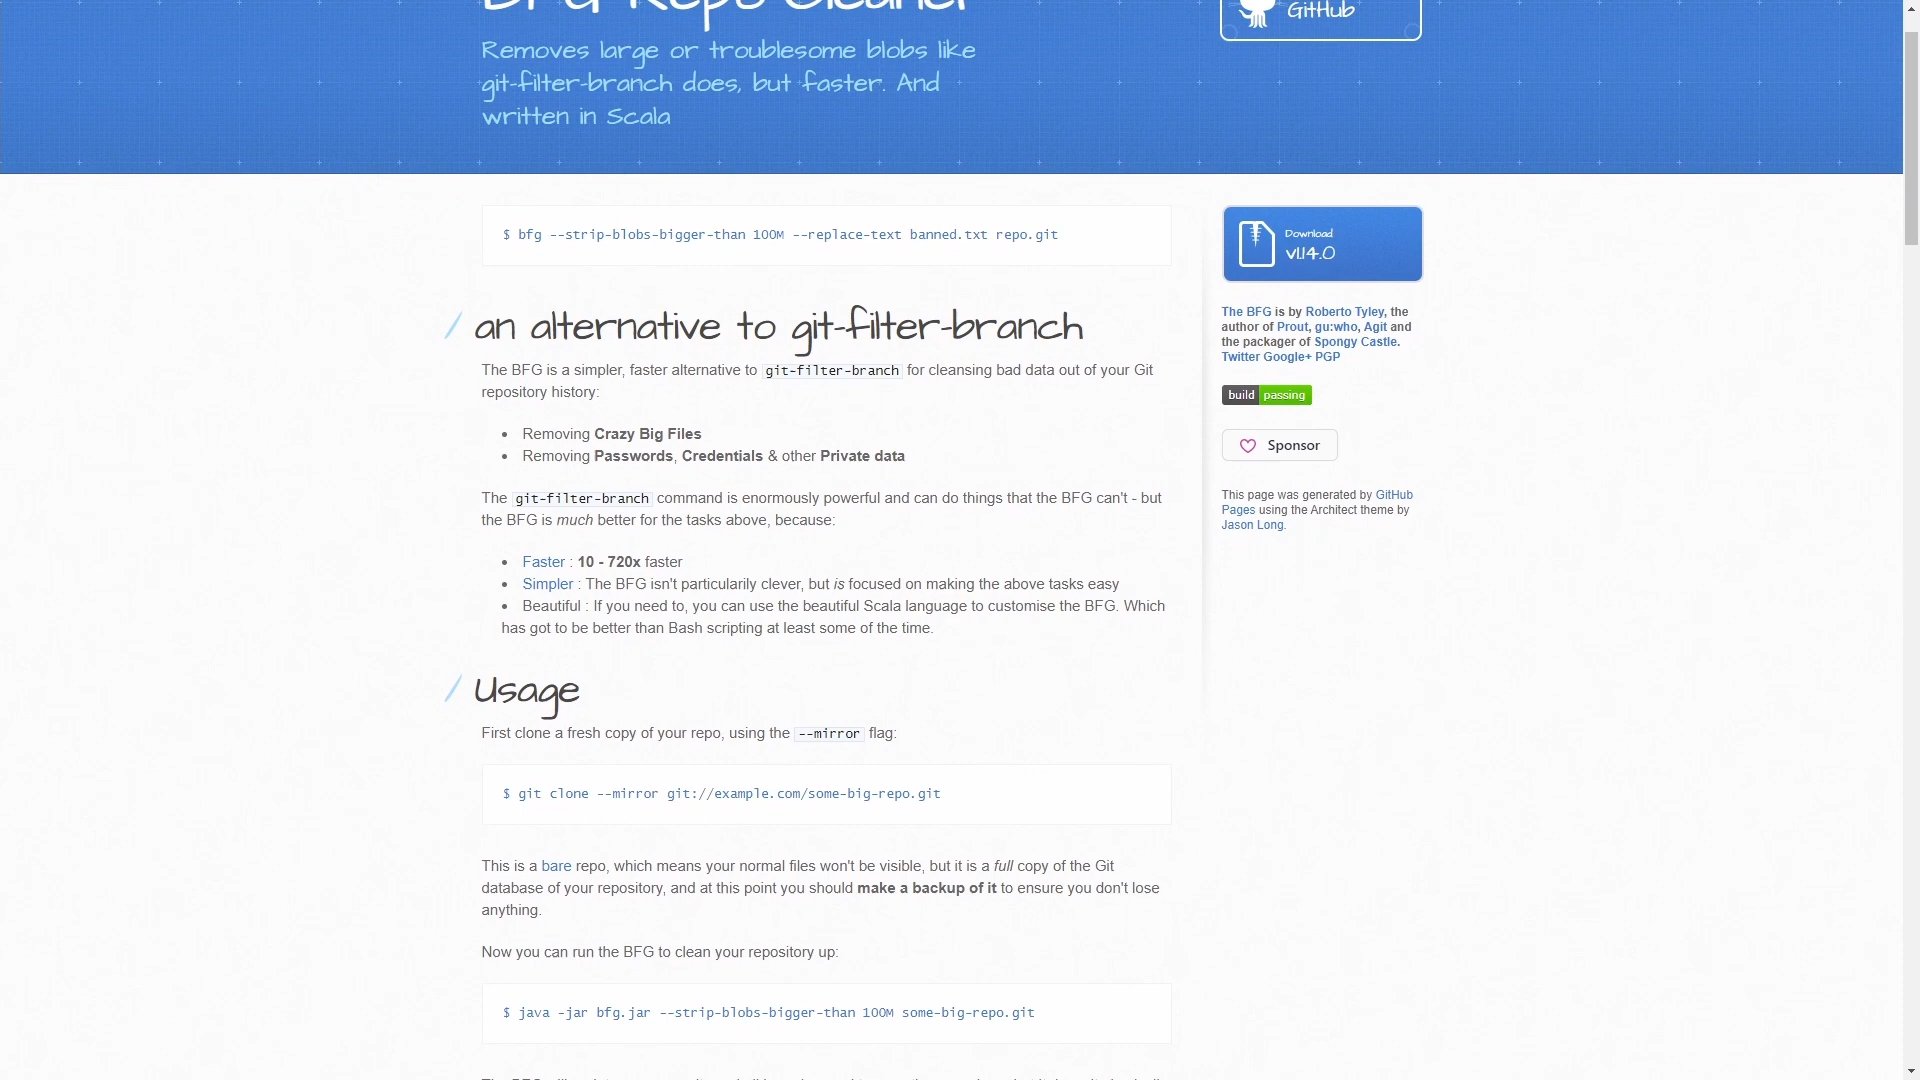 BFG Repo Cleaner
Removes large or troublesome blobs like
git-filter-branch does, but faster. And
written in Scala
GitHub
$ bfg --strip-blobs-bigger-than 100M --replace-text banned.txt repo.git
Download
v1.14.0
an alternative to git-filter-branch
The BFG is a simpler, faster alternative to git-filter-branch for cleansing bad data out of your Git
repository history:
• Removing Crazy Big Files
• Removing Passwords, Credentials & other Private data
The git-filter-branch command is enormously powerful and can do things that the BFG can't - but
the BFG is much better for the tasks above, because:
• Faster : 10 - 720x faster
• Simpler : The BFG isn't particularily clever, but is focused on making the above tasks easy
• Beautiful : If you need to, you can use the beautiful Scala language to customise the BFG. Which
has got to be better than Bash scripting at least some of the time.
Usage
First clone a fresh copy of your repo, using the --mirror flag:
$ git clone --mirror git://example.com/some-big-repo.git
This is a bare repo, which means your normal files won't be visible, but it is a full copy of the Git
database of your repository, and at this point you should make a backup of it to ensure you don't lose
anything.
Now you can run the BFG to clean your repository up:
$ java -jar bfg.jar --strip-blobs-bigger-than 100M some-big-repo.git
The BFG is by Roberto Tyley, the
author of Prout, gu:who, Agit and
the packager of Spongy Castle.
Twitter Google+ PGP
build passing
Sponsor
This page was generated by GitHub
Pages using the Architect theme by
Jason Long.